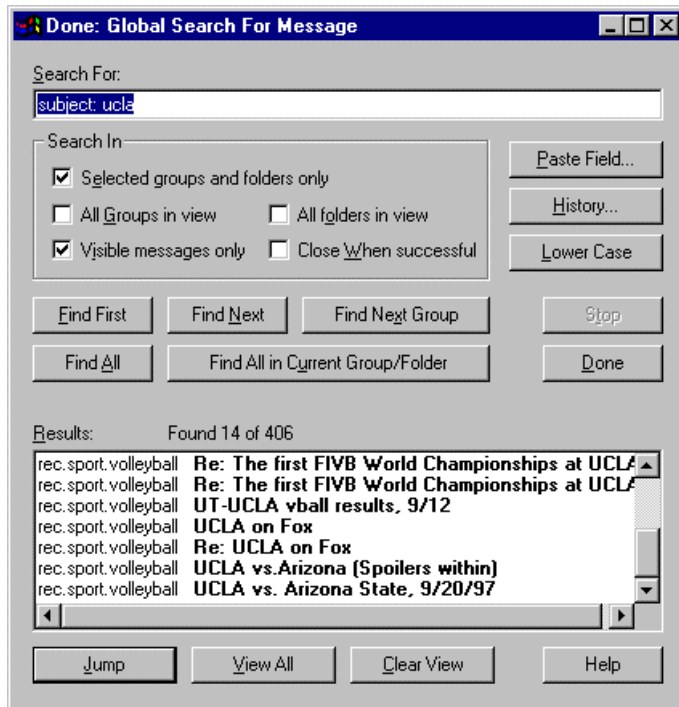 Done: Global Search For Message
Search For:
subject: ucla
Search In
Selected groups and folders only
All Groups in view All folders in view
Visible messages only Close When successful
Paste Field...
History...
Lower Case
Find First Find Next Find Next Group Stop
Find All Find All in Current Group/Folder Done
Results: Found 14 of 406
rec.sport.volleyball Re: The first FIVB World Championships at UCLA
rec.sport.volleyball Re: The first FIVB World Championships at UCLA
rec.sport.volleyball UT-UCLA vball results, 9/12
rec.sport.volleyball UCLA on Fox
rec.sport.volleyball Re: UCLA on Fox
rec.sport.volleyball UCLA vs.Arizona (Spoilers within)
rec.sport.volleyball UCLA vs. Arizona State, 9/20/97
Jump View All Clear View Help